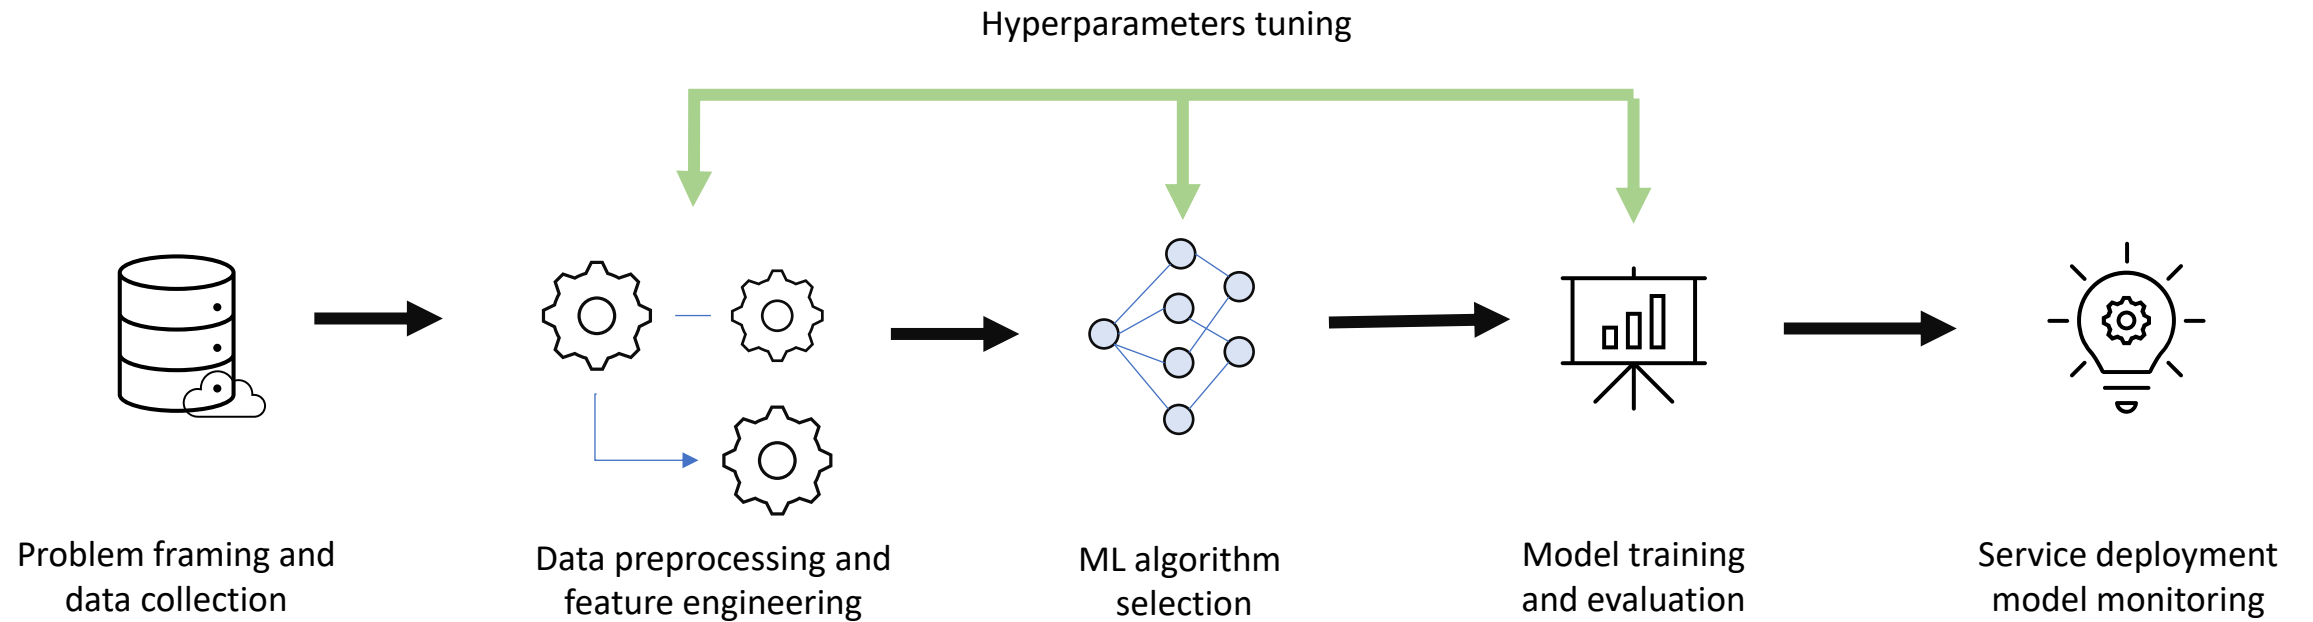 Hyperparameters tuning
Problem framing and
data collection
Data preprocessing and
feature engineering
ML algorithm
selection
Model training
and evaluation
Service deployment
model monitoring